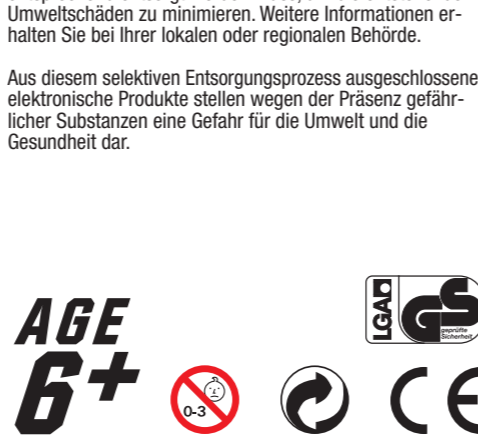 Umweltschäden zu minimieren. Weitere Informationen er-
halten Sie bei Ihrer lokalen oder regionalen Behörde.
Aus diesem selektiven Entsorgungsprozess ausgeschlossene
elektronische Produkte stellen wegen der Präsenz gefähr-
licher Substanzen eine Gefahr für die Umwelt und die
Gesundheit dar.
AGE
6+
0-3
LGA
GS
geprüfte
Sicherheit
CE